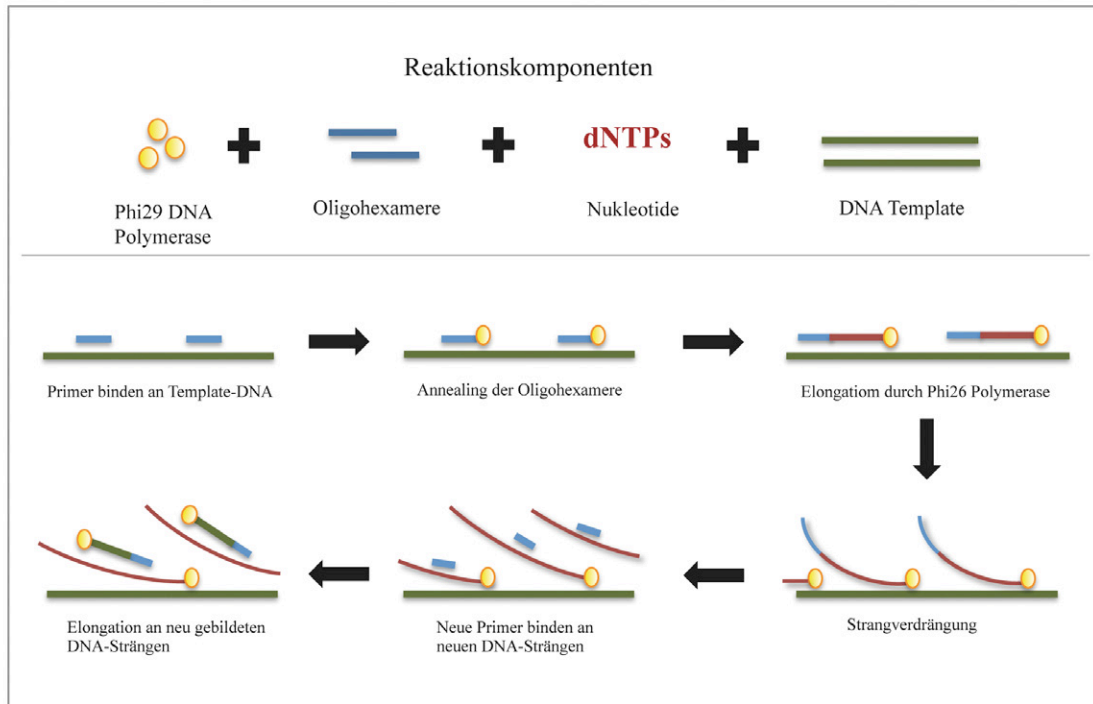 Reaktionskomponenten
dNTPs
Phi29 DNA
Polymerase
Oligohexamere
Nukleotide
DNA Template
Primer binden an Template-DNA
Annealing der Oligohexamere
Elongatiom durch Phi26 Polymerase
Elongation an neu gebildeten
DNA-Strängen
Neue Primer binden an
neuen DNA-Strängen
Strangverdrängung